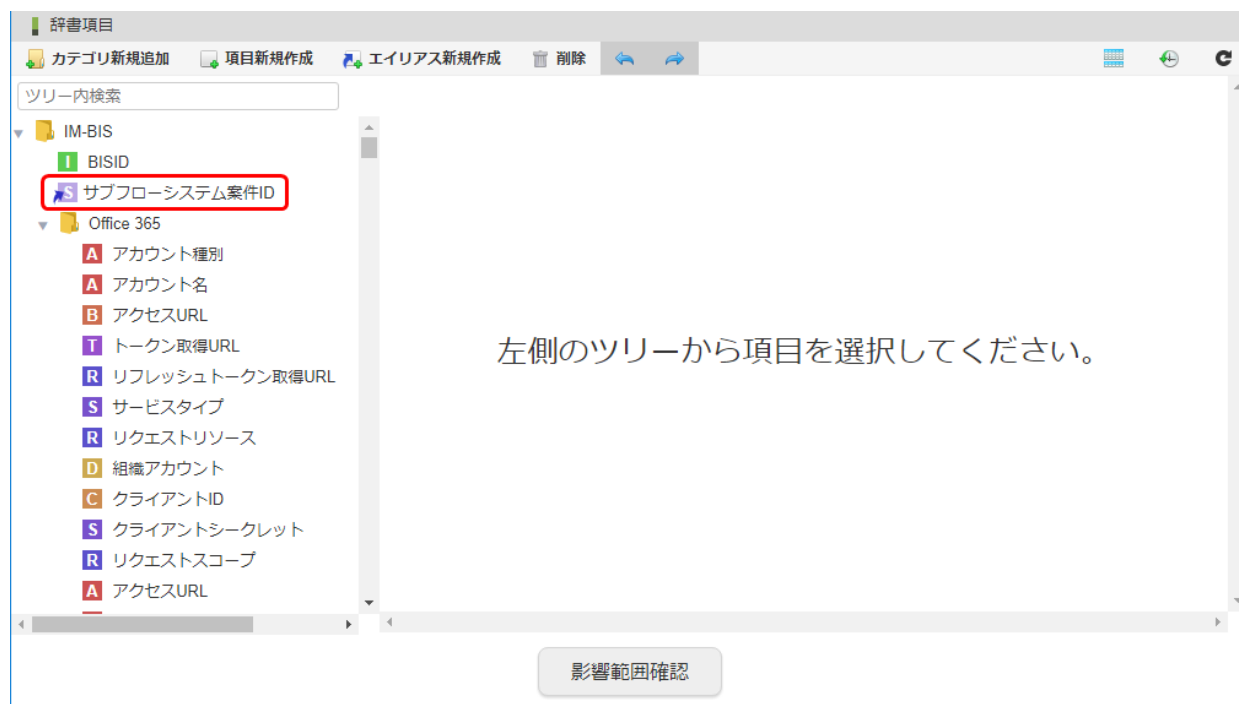 辞書項目
カテゴリ新規追加 項目新規作成 エイリアス新規作成 削除
ツリー内検索
IM-BIS
I BISID
S サブフローシステム案件ID
Office 365
A アカウント種別
A アカウント名
B アクセスURL
T トークン取得URL
R リフレッシュトークン取得URL
S サービスタイプ
R リクエストリソース
D 組織アカウント
C クライアントID
S クライアントシークレット
R リクエストスコープ
A アクセスURL
左側のツリーから項目を選択してください。
影響範囲確認